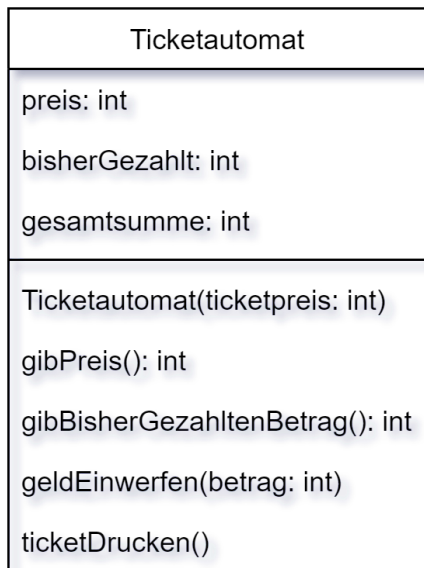 Ticketautomat
preis: int
bisherGezahlt: int
gesamtsumme: int
Ticketautomat(ticketpreis: int)
gibPreis(): int
gibBisherGezahltenBetrag(): int
geldEinwerfen(betrag: int)
ticketDrucken()